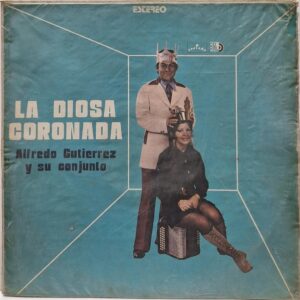 ESTEREO
LA DIOSA
CORONADA
Alfredo Gutierrez
y su conjunto